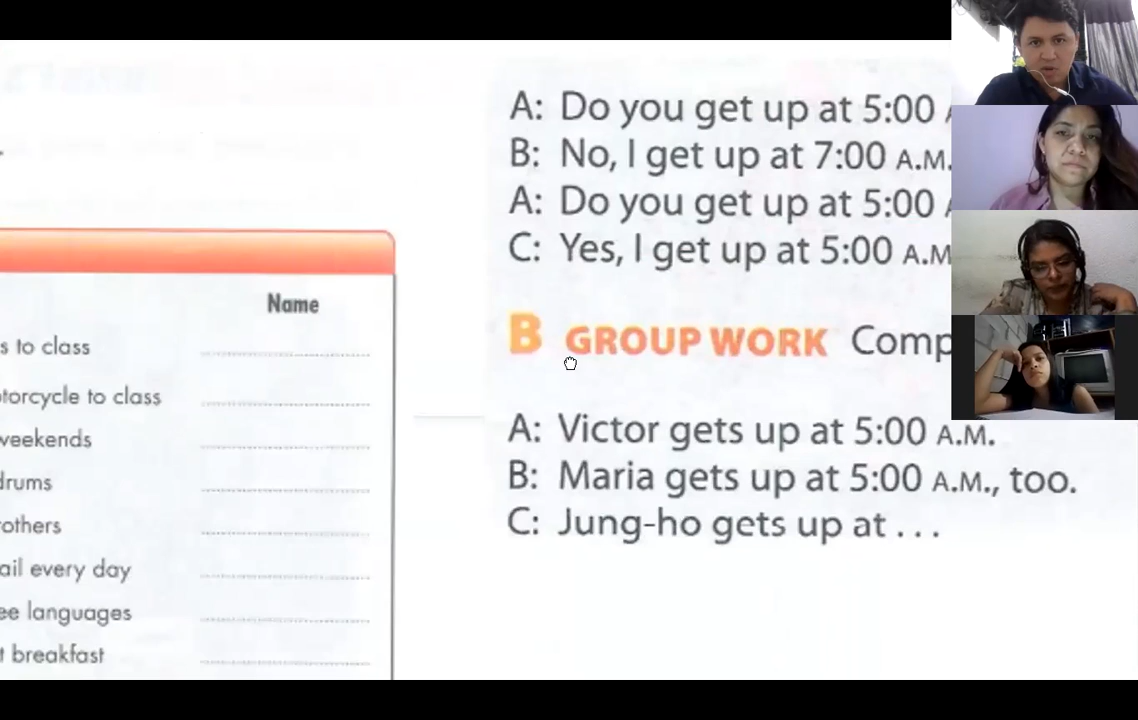 Name
s to class
torcycle to class
weekends
drums
rothers
ail every day
ee languages
t breakfast
A: Do you get up at 5:00
B: No, I get up at 7:00 A.M.
A: Do you get up at 5:00
C: Yes, I get up at 5:00 A.M
B GROUP WORK Comp
A: Victor gets up at 5:00 A.M.
B: Maria gets up at 5:00 A.M., too.
C: Jung-ho gets up at . . .